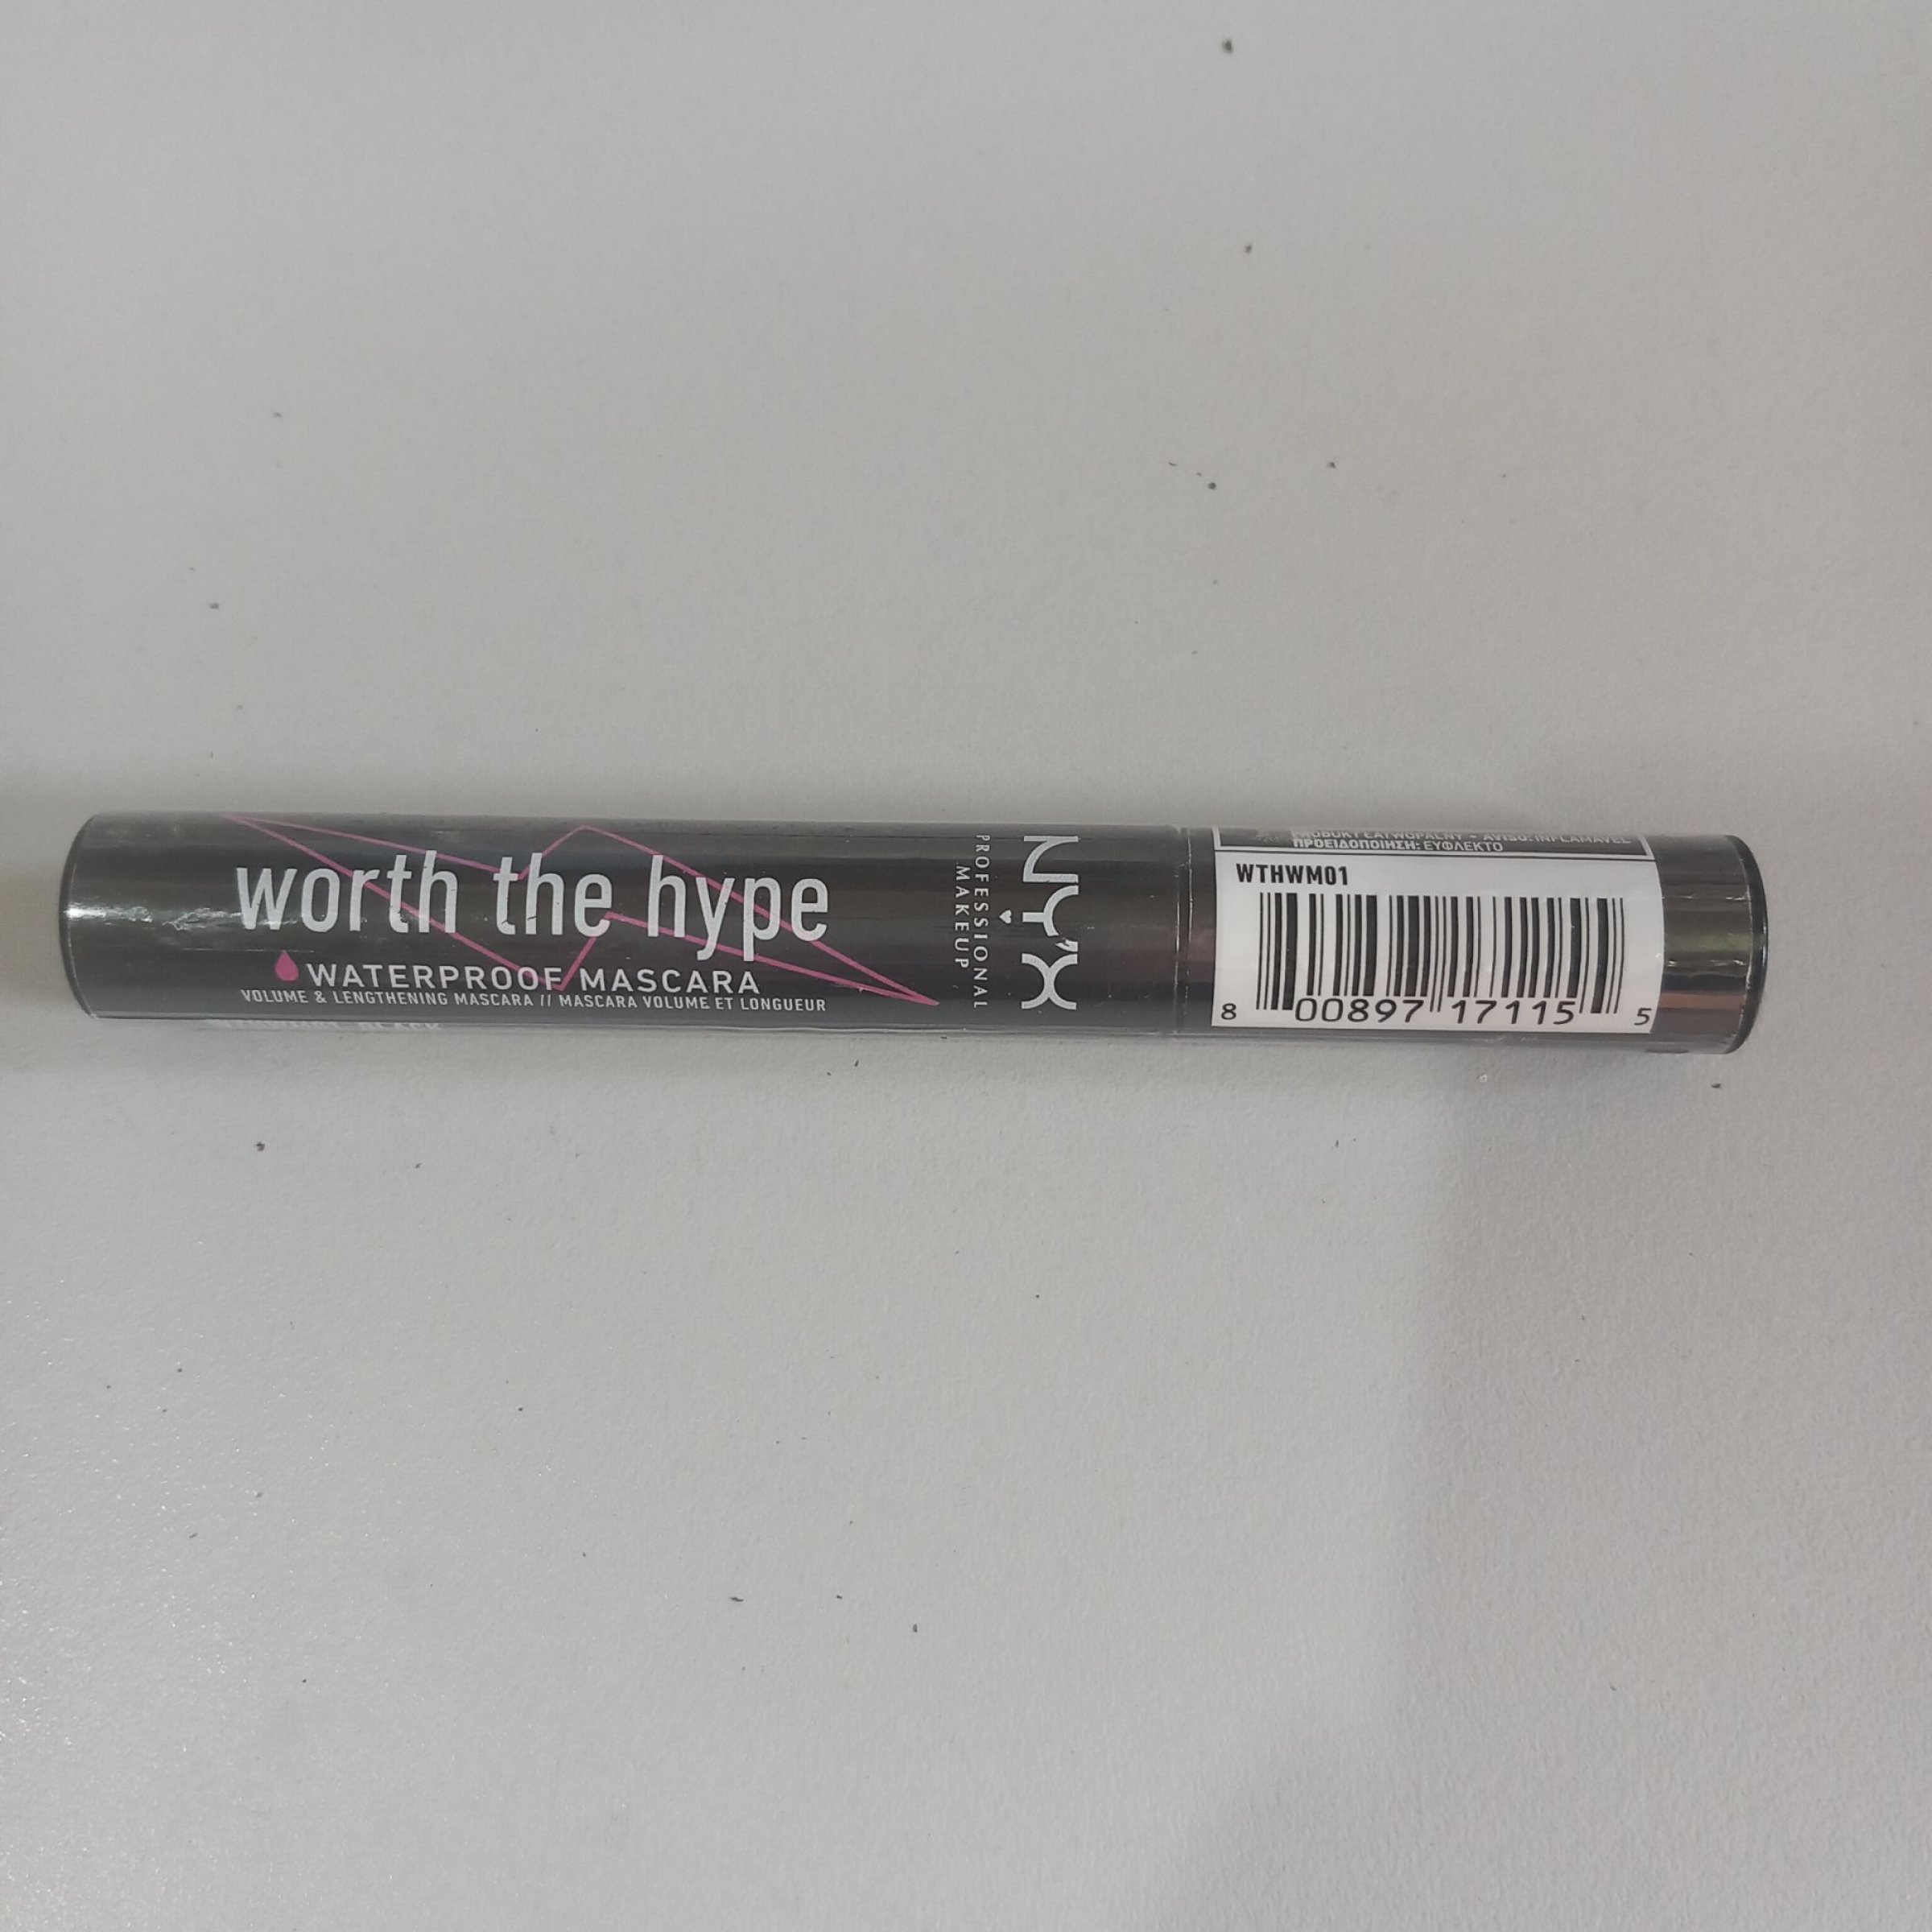 worth the hype
WATERPROOF MASCARA
VOLUME & LENGTHENING MASCARA // MASCARA VOLUME ET LONGUEUR
BLACK
NYX
PROFESSIONAL
MAKEUP
ΠΡΟΕΙΔΟΠΟΙΗΣΗ: ΕΥΦΛΕΚΤΟ
WTHWM01
8 00897 17115 5